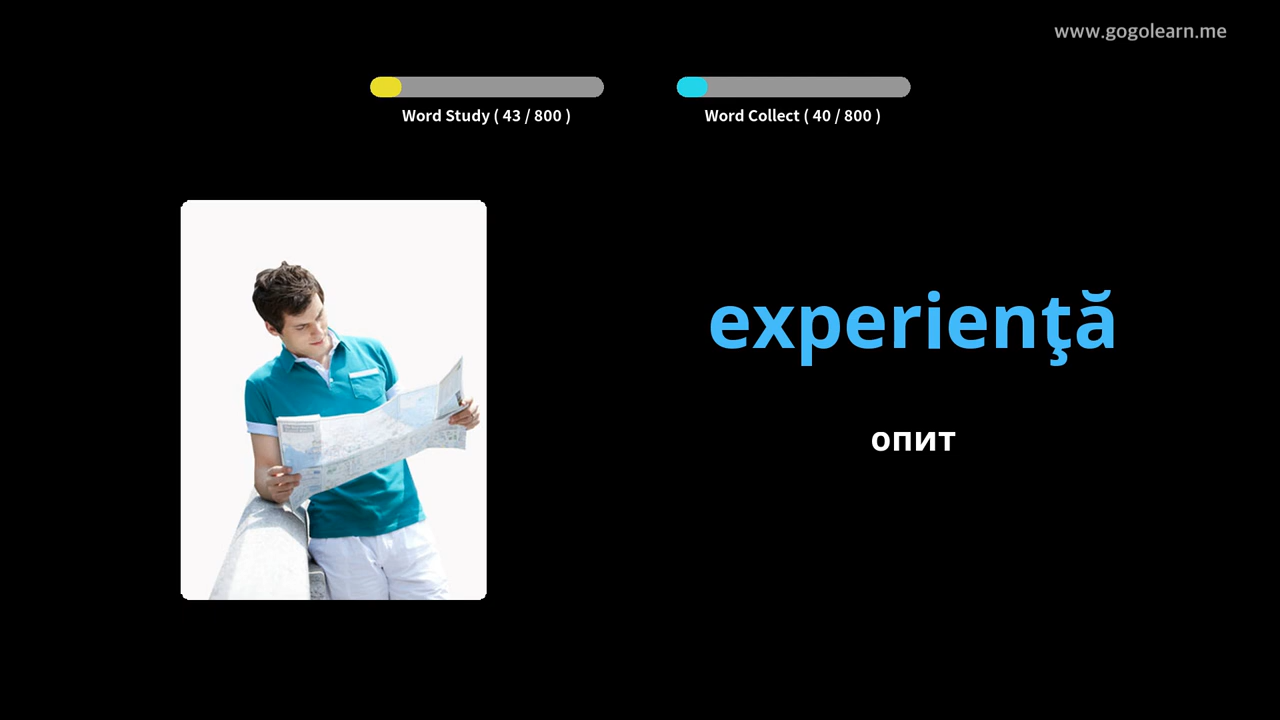 www.gogolearn.me
Word Study ( 43 / 800 )
Word Collect ( 40 / 800 )
experienţă
опит